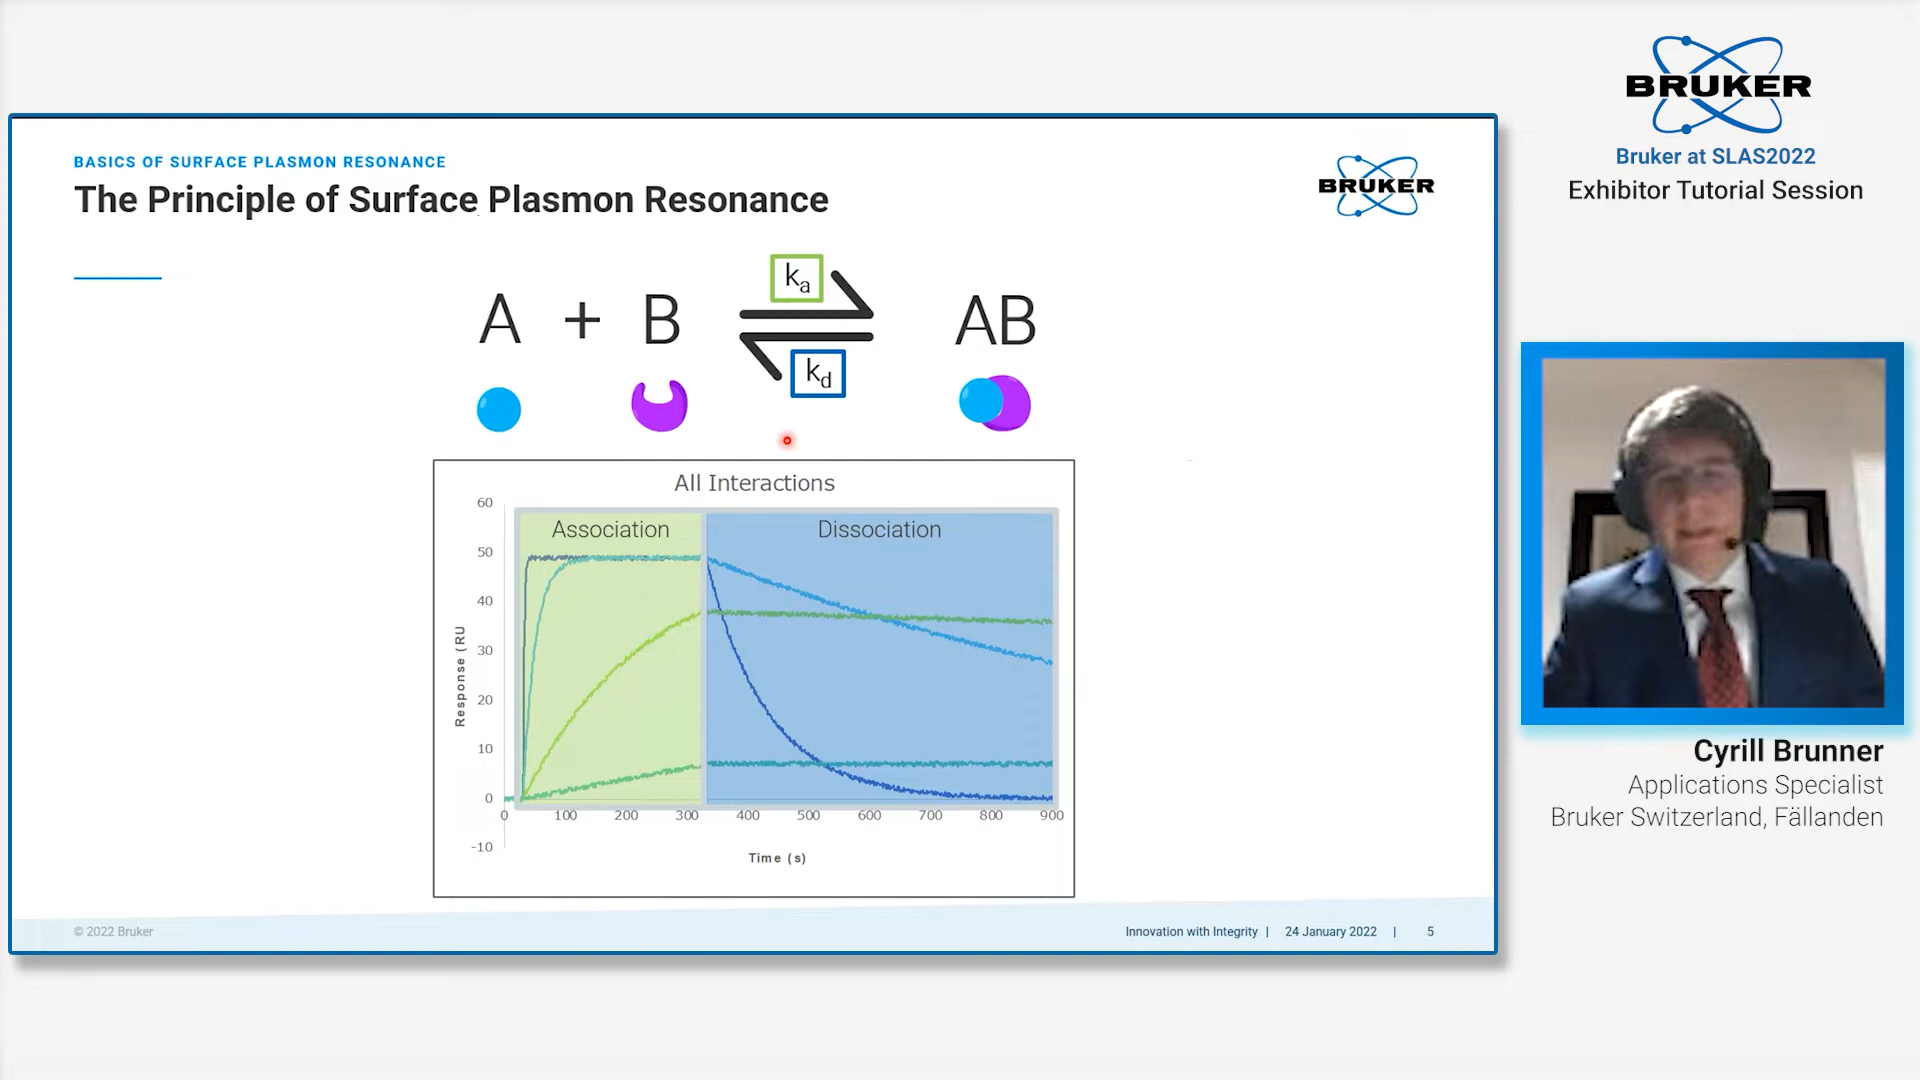 BRUKER
Bruker at SLAS2022
Exhibitor Tutorial Session
BASICS OF SURFACE PLASMON RESONANCE
The Principle of Surface Plasmon Resonance
BRUKER
A + B AB
ka
kd
All Interactions
Association
Dissociation
60
50
40
30
20
10
0
-10
Response (RU
0 100 200 300 400 500 600 700 800 900
Time (s)
© 2022 Bruker
Innovation with Integrity | 24 January 2022 | 5
Cyrill Brunner
Applications Specialist
Bruker Switzerland, Fällanden